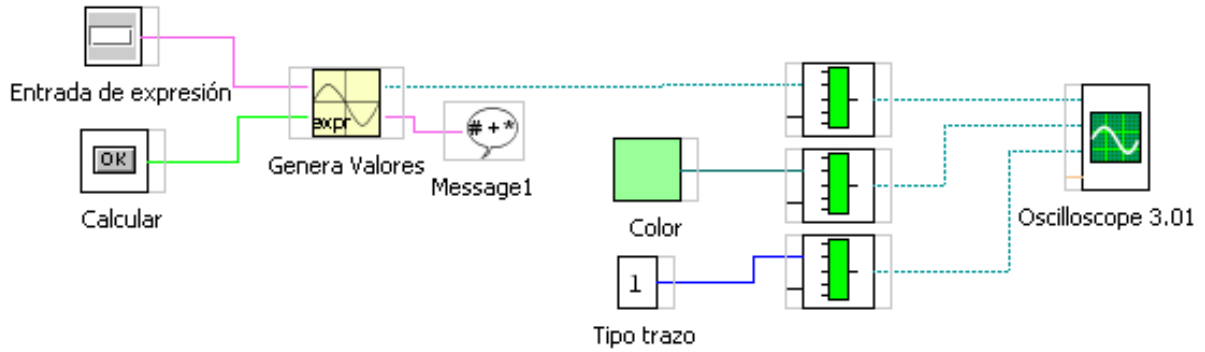 Entrada de expresión
OK
Calcular
expr
Genera Valores
#+*
Message1
Color
1
Tipo trazo
Oscilloscope 3.01